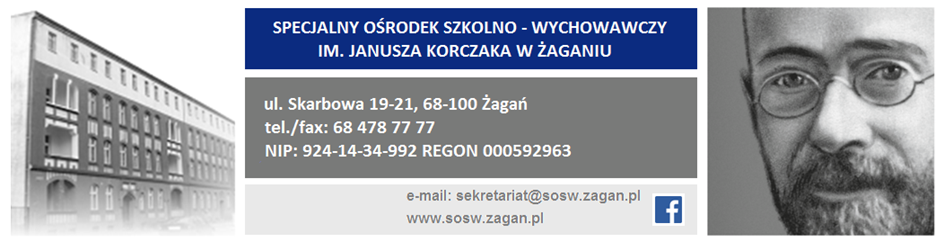 SPECJALNY OŚRODEK SZKOLNO - WYCHOWAWCZY
IM. JANUSZA KORCZAKA W ŻAGANIU
ul. Skarbowa 19-21, 68-100 Żagań
tel./fax: 68 478 77 77
NIP: 924-14-34-992 REGON 000592963
e-mail: sekretariat@sosw.zagan.pl
www.sosw.zagan.pl